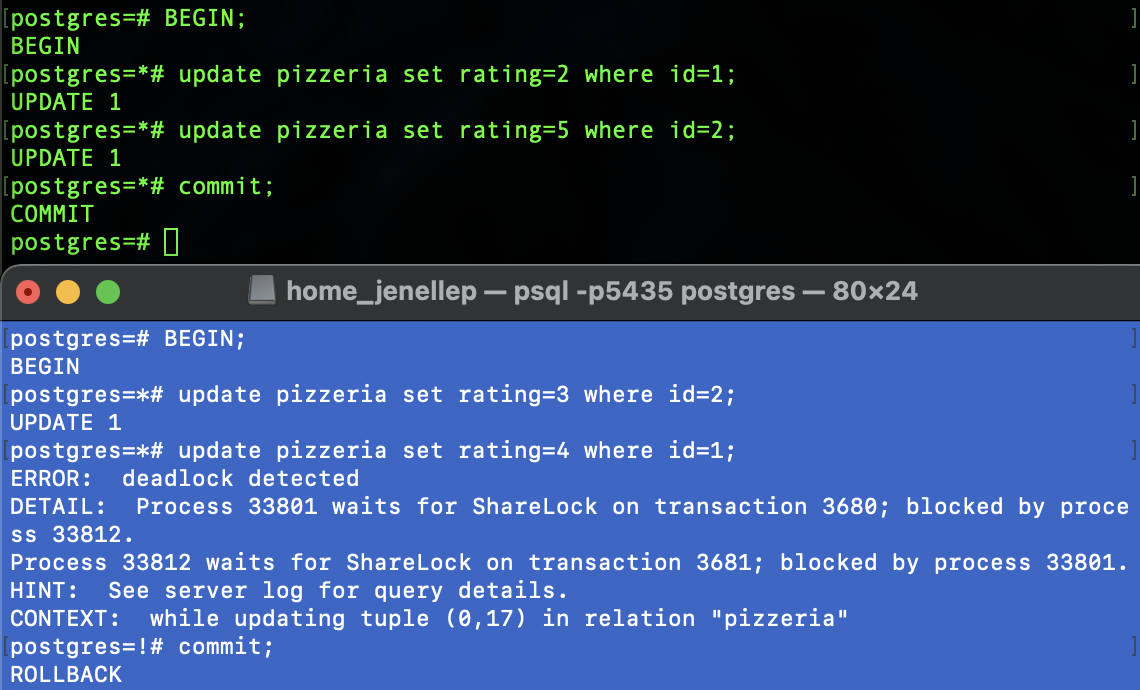 [postgres=# BEGIN; ]
BEGIN
[postgres=*# update pizzeria set rating=2 where id=1; ]
UPDATE 1
[postgres=*# update pizzeria set rating=5 where id=2; ]
UPDATE 1
[postgres=*# commit; ]
COMMIT
postgres=#
home_jenellep — psql -p5435 postgres — 80×24
[postgres=# BEGIN; ]
BEGIN
[postgres=*# update pizzeria set rating=3 where id=2; ]
UPDATE 1
[postgres=*# update pizzeria set rating=4 where id=1; ]
ERROR:  deadlock detected
DETAIL:  Process 33801 waits for ShareLock on transaction 3680; blocked by proce
ss 33812.
Process 33812 waits for ShareLock on transaction 3681; blocked by process 33801.
HINT:  See server log for query details.
CONTEXT:  while updating tuple (0,17) in relation "pizzeria"
[postgres=!# commit; ]
ROLLBACK